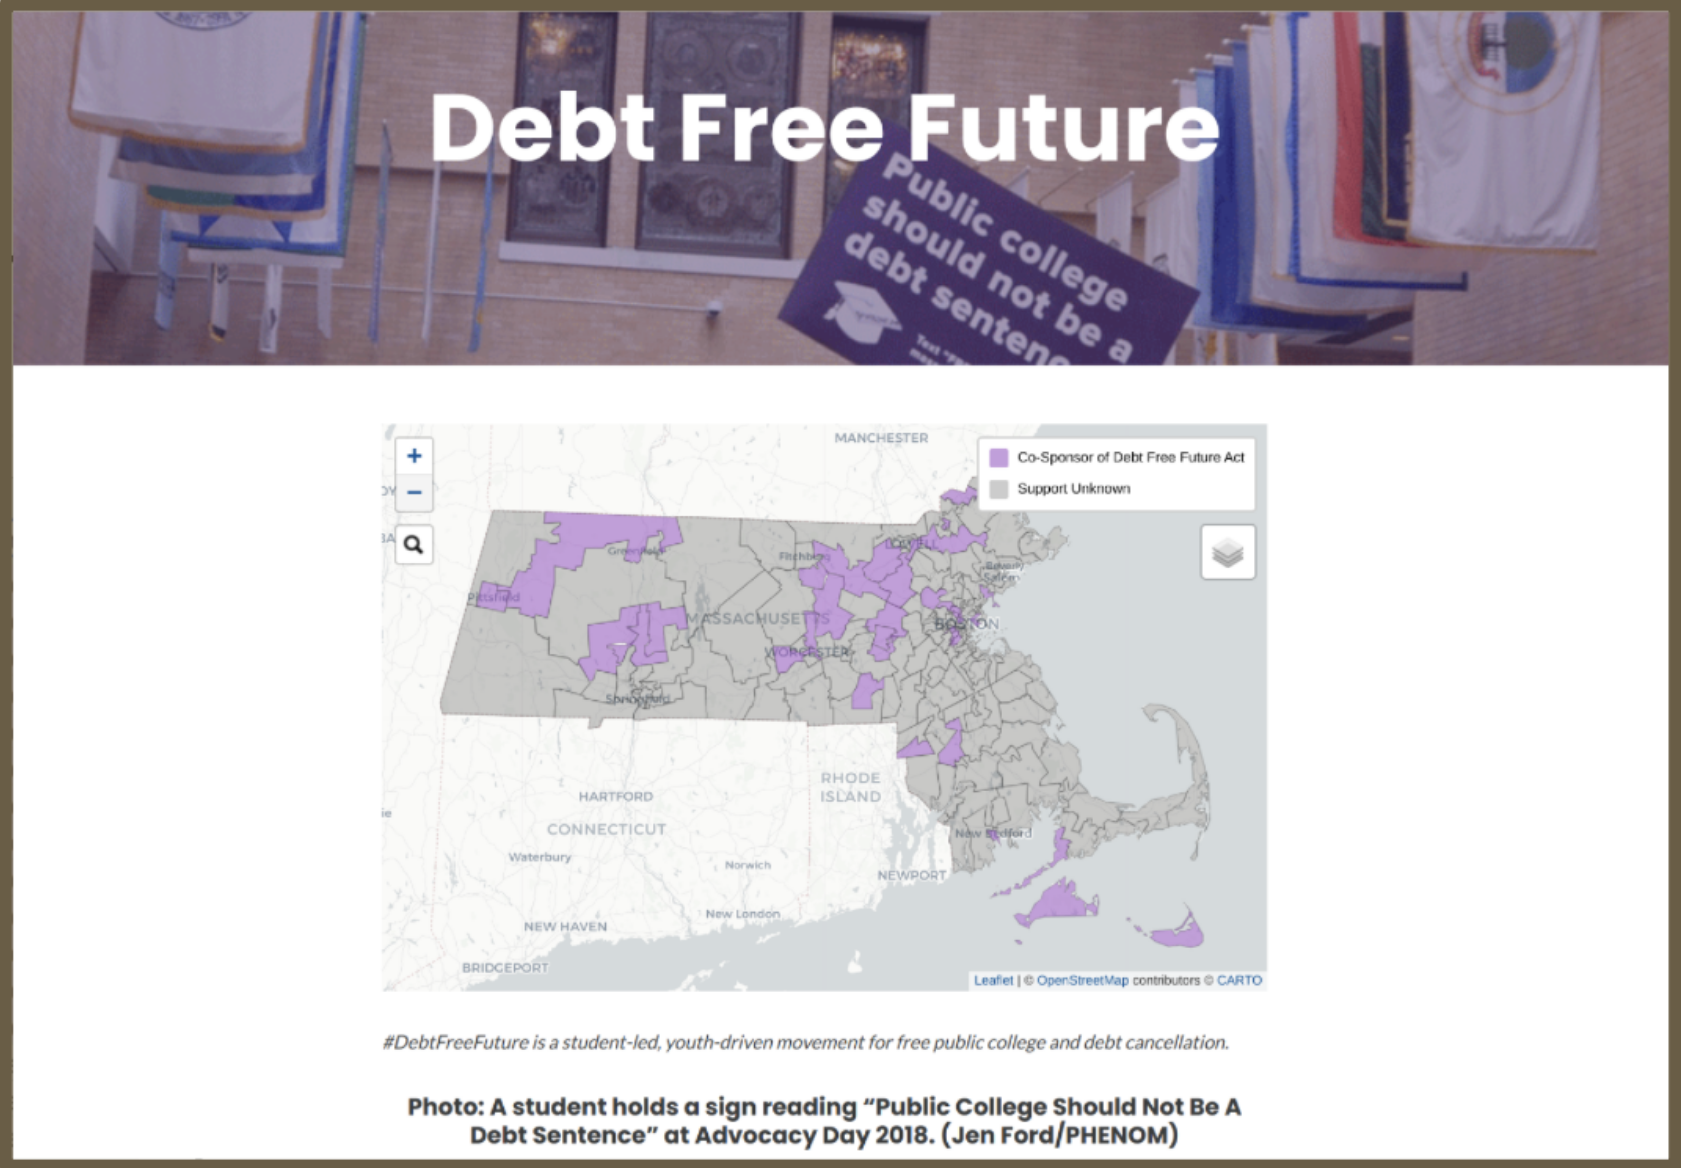 Debt Free Future
Public college
should not be a
debt
Text
MANCHESTER
Co-Sponsor of Debt Free Future Act
Support Unknown
+
−
LOWELL
Greenfield
Fitchburg
Beverly
Salem
Pittsfield
MASSACHUSETTS
BOSTON
WORCESTER
Springfield
RHODE
ISLAND
HARTFORD
CONNECTICUT
ie
New Bedford
Waterbury
Norwich
NEWPORT
New London
NEW HAVEN
BRIDGEPORT
Leaflet | © OpenStreetMap contributors © CARTO
#DebtFreeFuture is a student-led, youth-driven movement for free public college and debt cancellation.
Photo: A student holds a sign reading “Public College Should Not Be A
Debt Sentence” at Advocacy Day 2018. (Jen Ford/PHENOM)